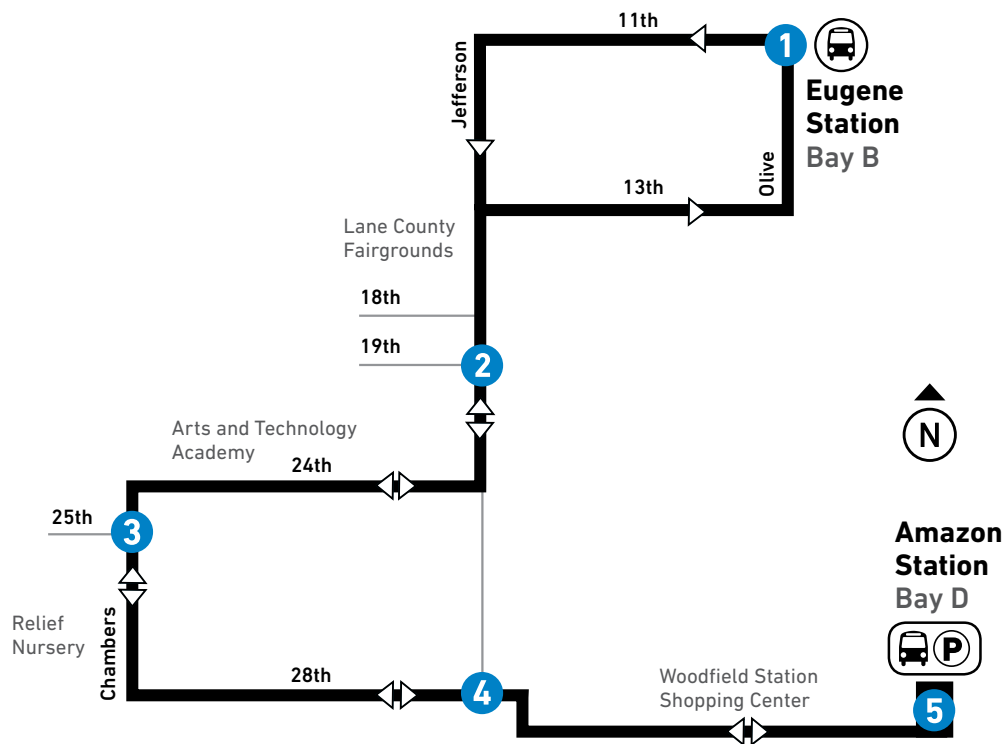 11th
1
Eugene
Station
Bay B
Jefferson
Olive
13th
Lane County
Fairgrounds
18th
19th
2
N
Arts and Technology
Academy
24th
25th
3
Amazon
Station
Bay D
P
Relief
Nursery
Chambers
28th
4
Woodfield Station
Shopping Center
5